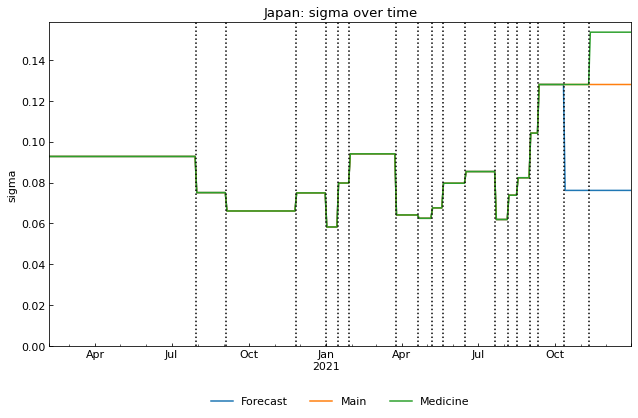 Japan: sigma over time
0.14
0.12
0.10
0.08
0.06
0.04
0.02
0.00
sigma
Apr Jul Oct Jan Apr Jul Oct
2021
Forecast Main Medicine